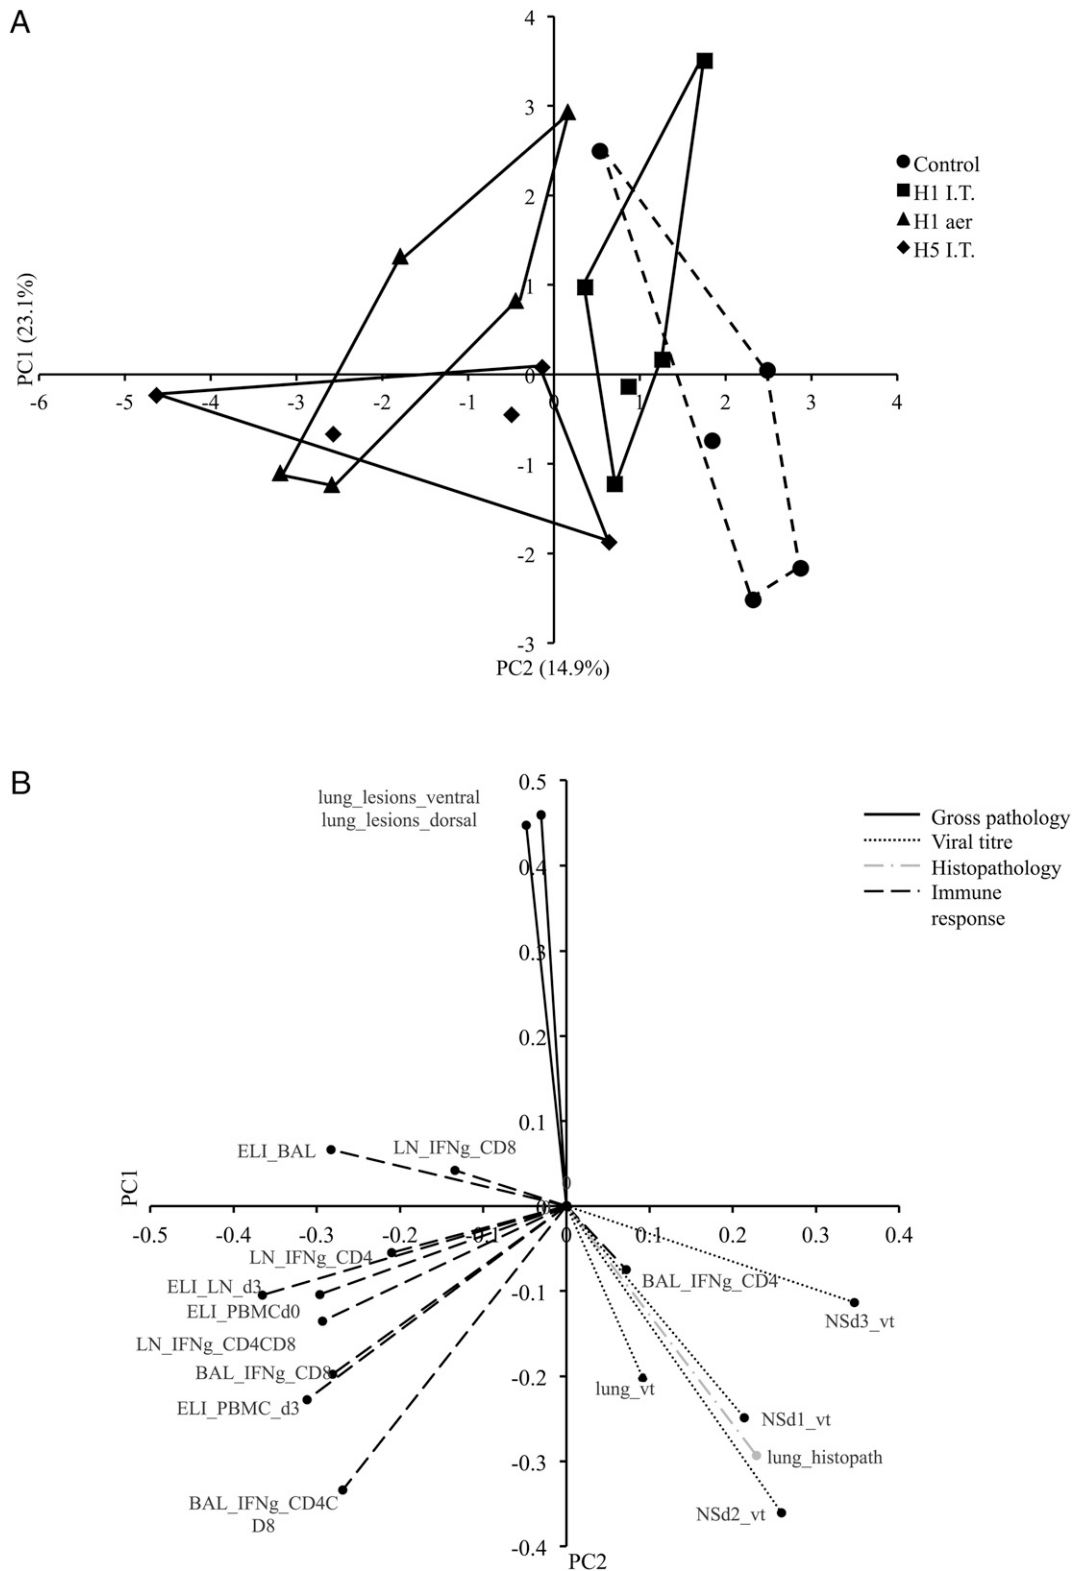 A
4
3
2
1
0
-1
-2
-3
-6
-5
-4
-3
-2
-1
1
2
3
4
PC1 (23.1%)
PC2 (14.9%)
Control
H1 I.T.
H1 aer
H5 I.T.
B
0.5
0.4
0.3
0.2
0.1
0
-0.1
-0.2
-0.3
-0.4
-0.5
-0.4
-0.3
-0.2
-0.1
0
0.1
0.2
0.3
0.4
PC1
PC2
lung_lesions_ventral
lung_lesions_dorsal
Gross pathology
Viral titre
Histopathology
Immune
response
ELI_BAL
LN_IFNg_CD8
LN_IFNg_CD4
ELI_LN_d3
ELI_PBMCd0
LN_IFNg_CD4CD8
BAL_IFNg_CD8
ELI_PBMC_d3
BAL_IFNg_CD4C
D8
BAL_IFNg_CD4
NSd3_vt
lung_vt
NSd1_vt
lung_histopath
NSd2_vt